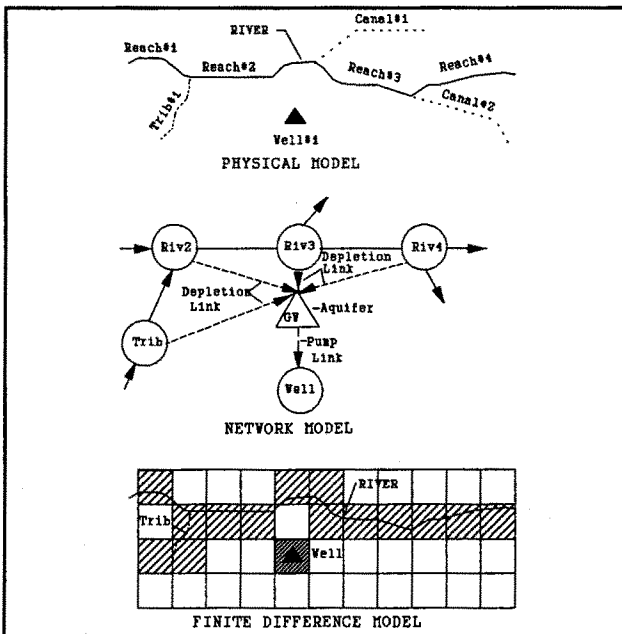 Canal#1
RIVER
Reach#1
Reach#2
Reach#3
Reach#4
Canal#2
Trib#1
Well#1
PHYSICAL MODEL
Riv2
Riv3
Riv4
Depletion
Link
Depletion
Link
Aquifer
GW
Trib
Pump
Link
Well
NETWORK MODEL
RIVER
Trib
Well
FINITE DIFFERENCE MODEL